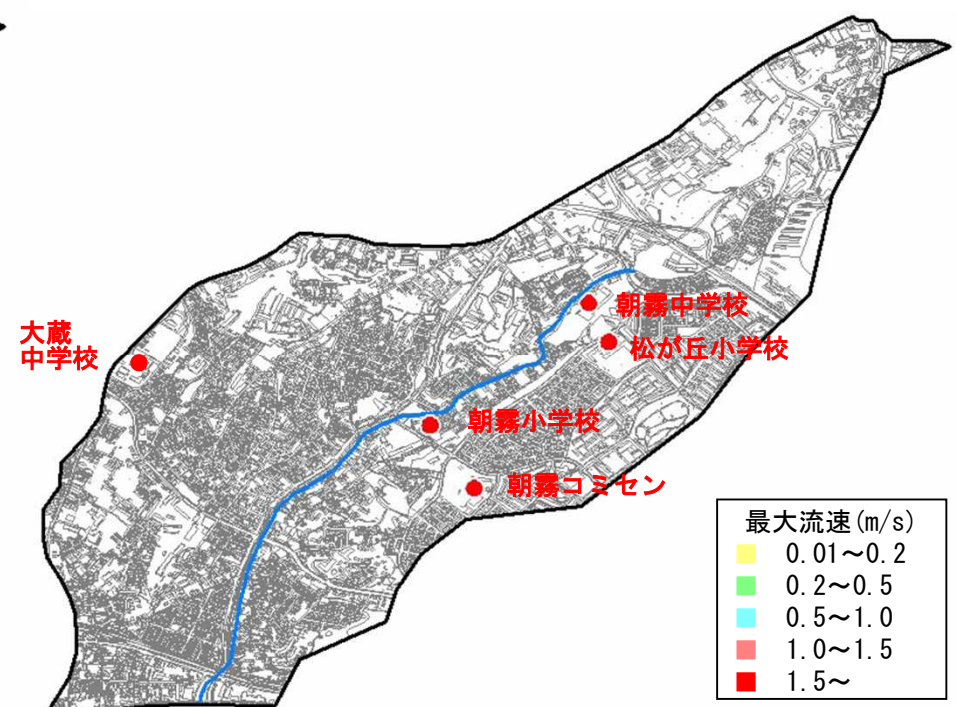 朝霧中学校
大蔵
中学校
松が丘小学校
朝霧小学校
朝霧コミセン
最大流速(m/s)
0.01～0.2
0.2～0.5
0.5～1.0
1.0～1.5
1.5～